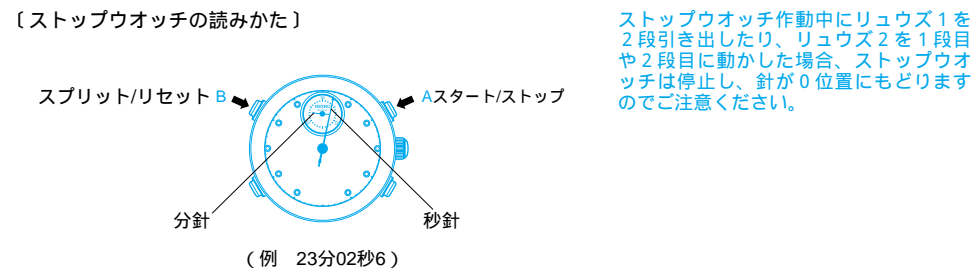 〔ストップウオッチの読みかた〕
スプリット/リセット B
Aスタート/ストップ
SEIKO
分針
秒針
(例 23分02秒6)
ストップウオッチ作動中にリュウズ1を
2段引き出したり、リュウズ2を1段目
や2段目に動かした場合、ストップウオ
ッチは停止し、針が0位置にもどります
のでご注意ください。